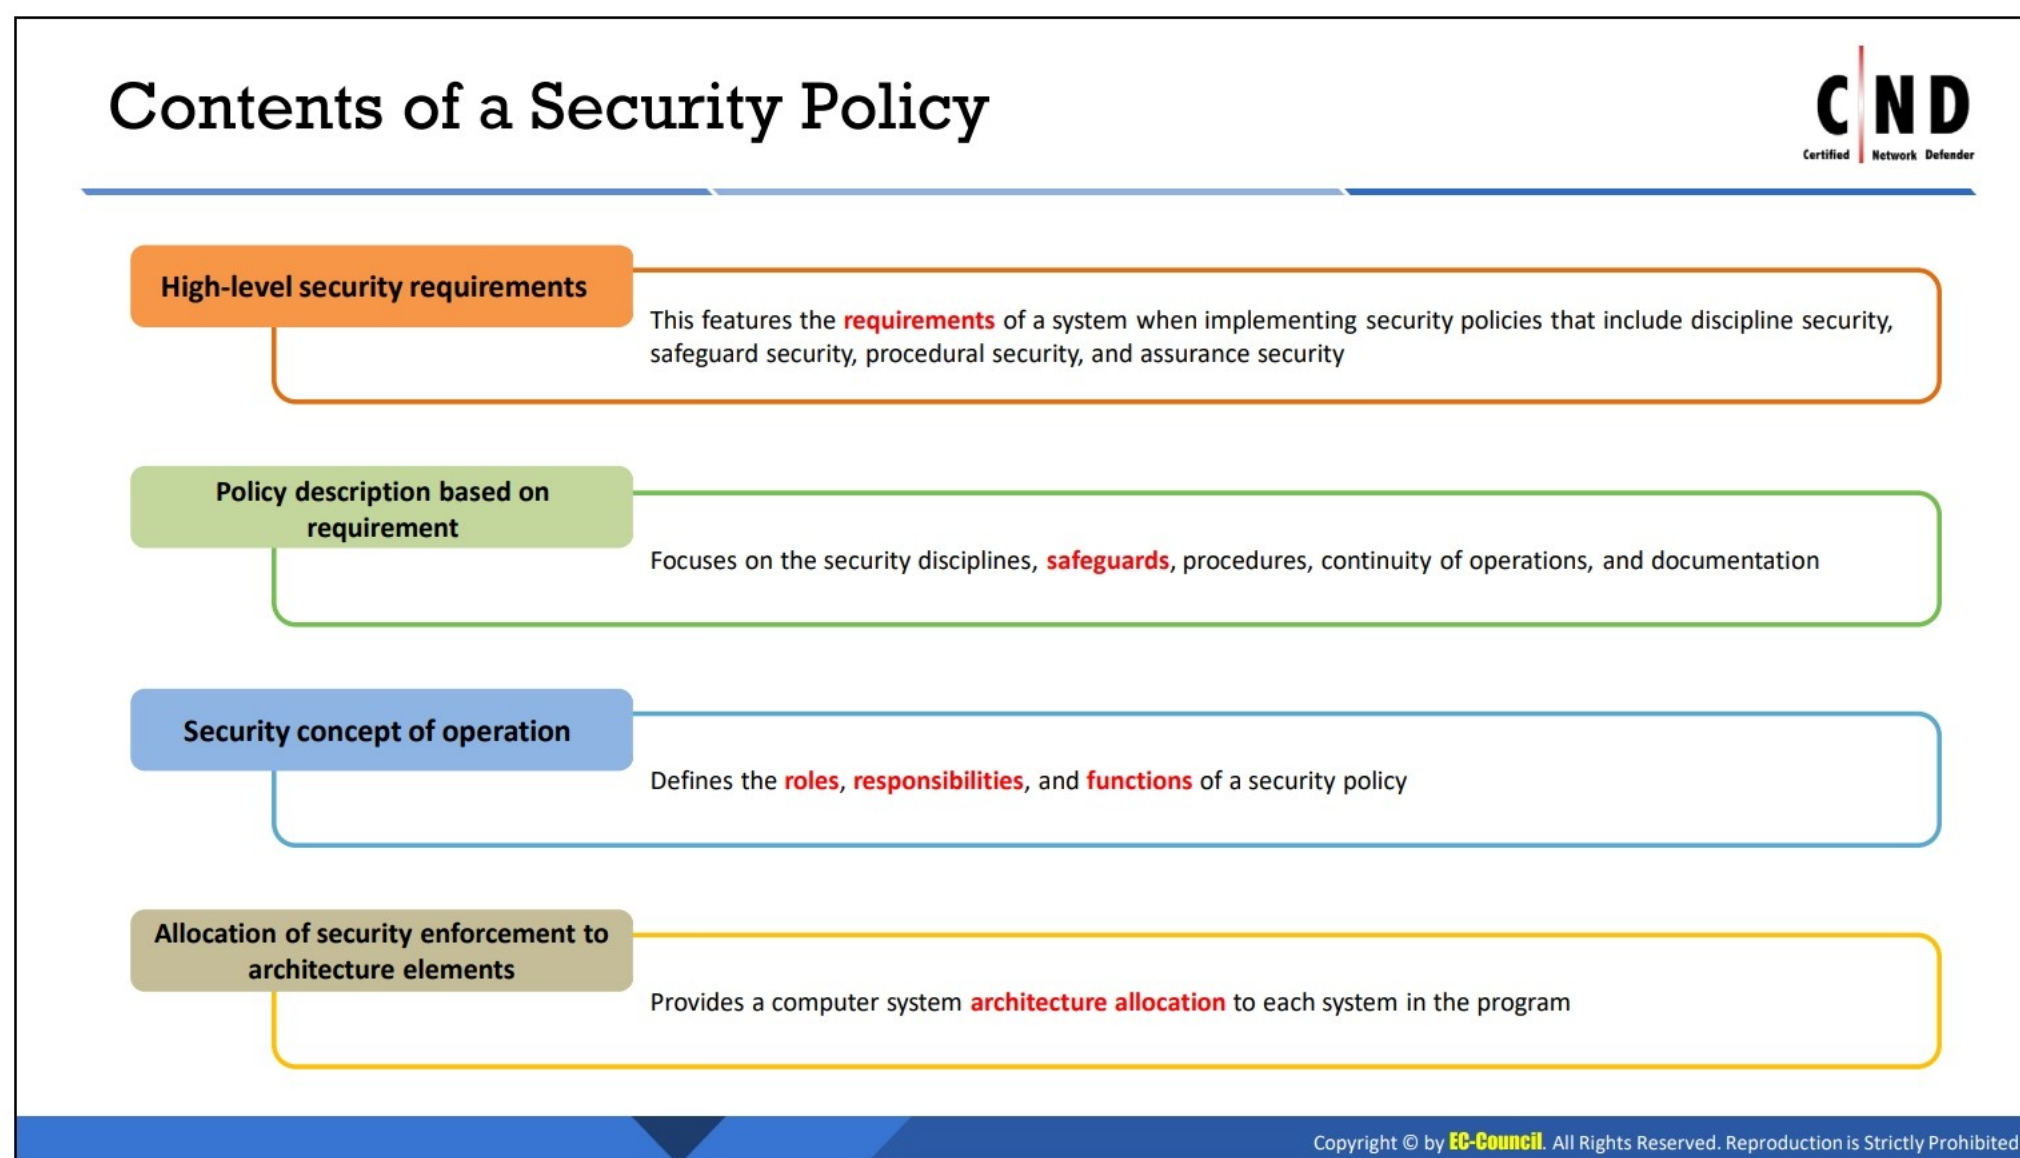 Contents of a Security Policy
C ND
Certified Network Defender
High-level security requirements
This features the requirements of a system when implementing security policies that include discipline security,
safeguard security, procedural security, and assurance security
Policy description based on
requirement
Focuses on the security disciplines, safeguards, procedures, continuity of operations, and documentation
Security concept of operation
Defines the roles, responsibilities, and functions of a security policy
Allocation of security enforcement to
architecture elements
Provides a computer system architecture allocation to each system in the program
Copyright © by EC-Council. All Rights Reserved. Reproduction is Strictly Prohibited